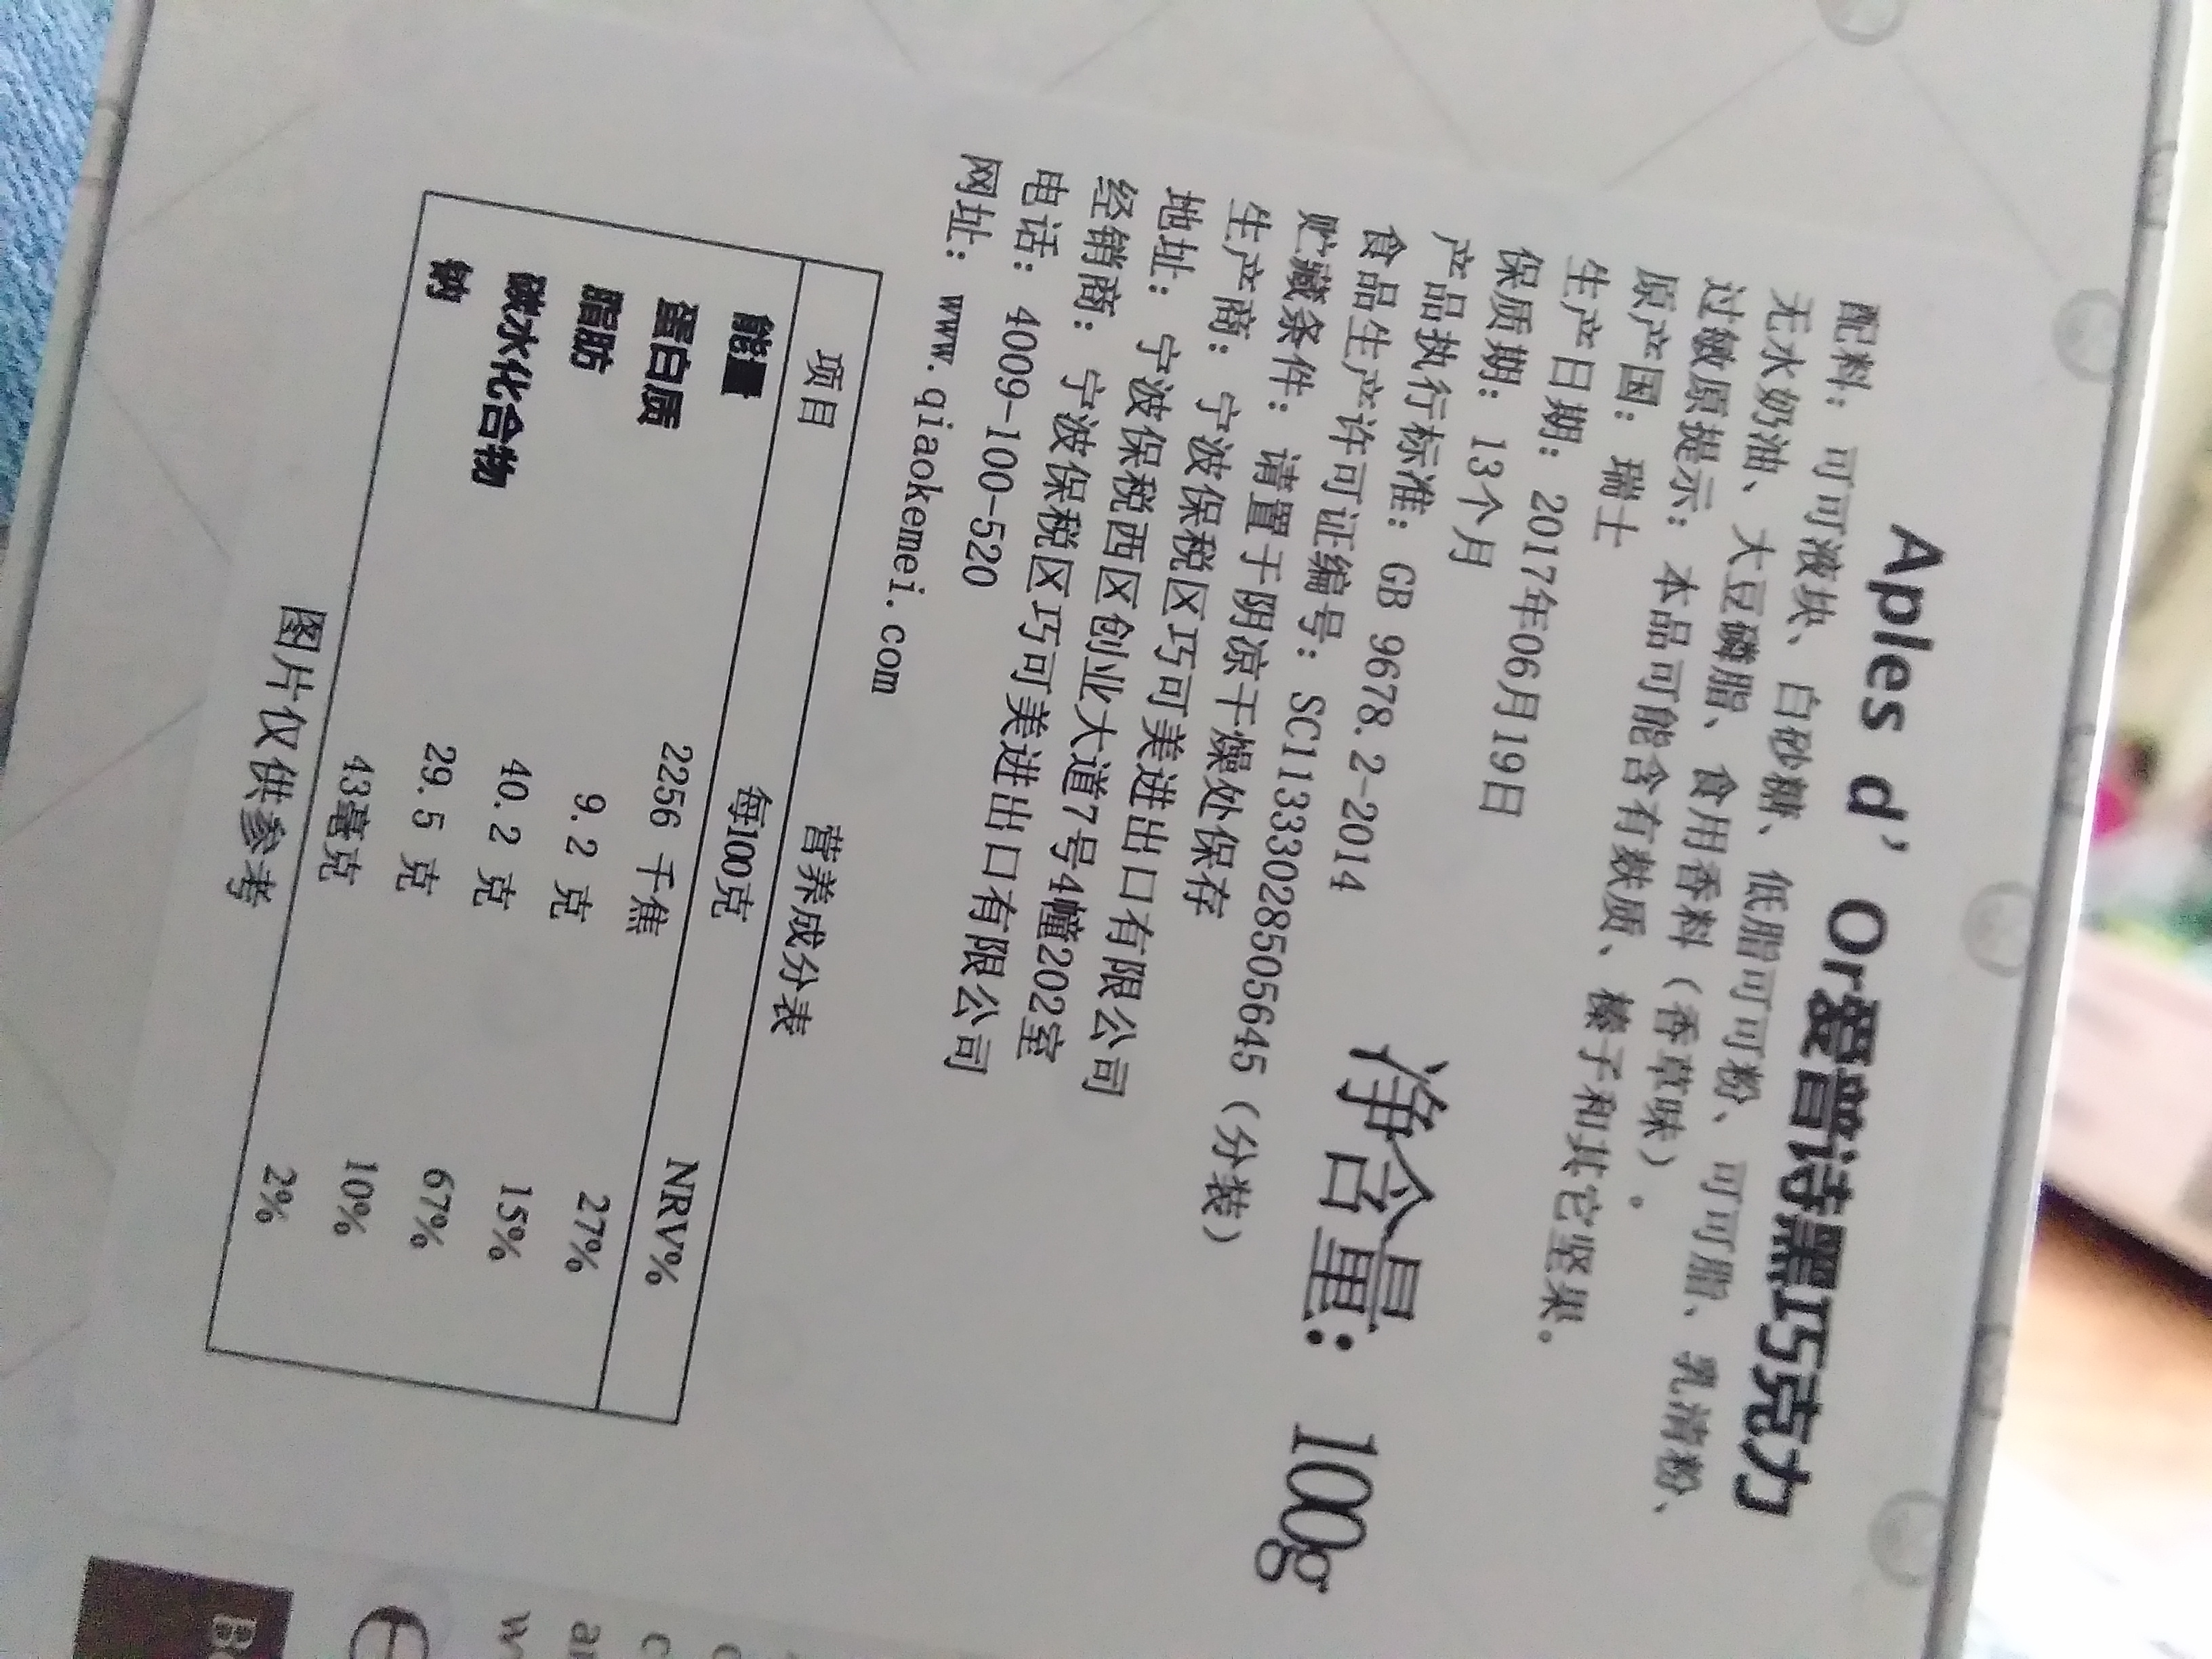 Aples d' Or爱普诗黑巧克力
配料: 可可液块、白砂糖、低脂可可粉、可可脂、乳清粉、
无水奶油、大豆磷脂、食用香料(香草味)。
过敏原提示: 本品可能含有麸质、榛子和其它坚果。
原产国: 瑞士
生产日期: 2017年06月19日
保质期: 13个月
产品执行标准: GB 9678.2-2014
净含量: 100g
食品生产许可证编号: SC11333028505645(分装)
贮藏条件: 请置于阴凉干燥处保存
生产商: 宁波保税区巧可美进出口有限公司
地址: 宁波保税西区创业大道7号4幢202室
经销商: 宁波保税区巧可美进出口有限公司
电话: 4009-100-520
网址: www.qiaokemei.com
营养成分表
项目 每100克 NRV%
能量 2256 千焦 27%
蛋白质 9.2 克 15%
脂肪 40.2 克 67%
碳水化合物 29.5 克 10%
钠 43毫克 2%
图片仅供参考